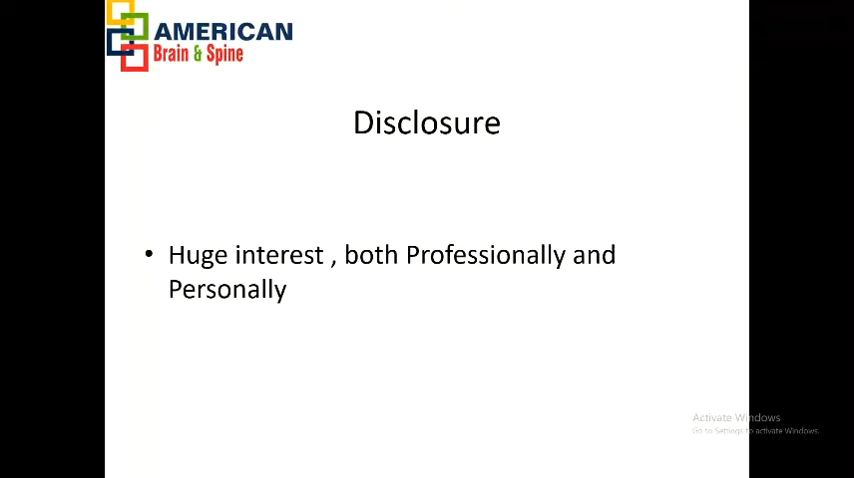 AMERICAN
Brain & Spine
Disclosure
• Huge interest , both Professionally and
Personally
Activate Windows
Go to Settings to activate Windows.